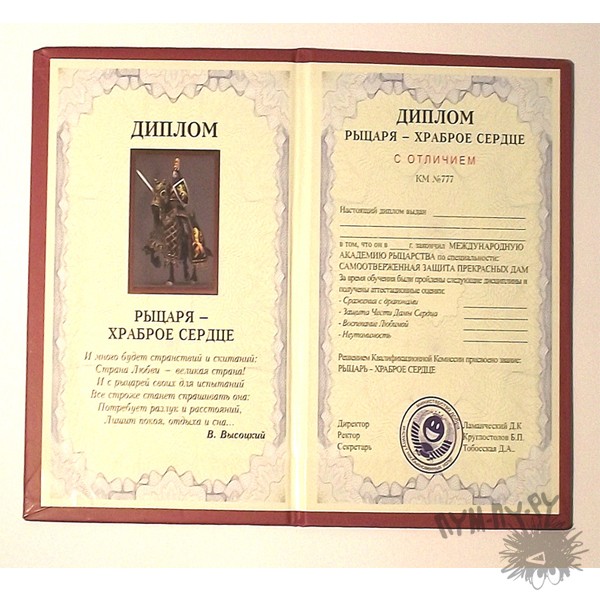 ДИПЛОМ
РЫЦАРЯ –
ХРАБРОЕ СЕРДЦЕ
И много будет странствий и скитаний:
Страна Любви – великая страна!
И с рыцарей своих для испытаний
Все строже станет спрашивать она:
Потребует разлук и расстояний,
Лишит покоя, отдыха и сна...
В. Высоцкий
ДИПЛОМ
РЫЦАРЯ – ХРАБРОЕ СЕРДЦЕ
С ОТЛИЧИЕМ
КМ №777
Настоящий диплом выдан
в том, что он в ____г. закончил МЕЖДУНАРОДНУЮ
АКАДЕМИЮ РЫЦАРСТВА по специальности:
САМООТВЕРЖЕННАЯ ЗАЩИТА ПРЕКРАСНЫХ ДАМ
За время обучения были пройдены следующие дисциплины и
получены аттестационные оценки:
- Сражения с драконами
- Защита Чести Дамы Сердца
- Воспевание Любимой
- Неутомимость
Решением Квалификационной Комиссии присвоено звание:
РЫЦАРЬ – ХРАБРОЕ СЕРДЦЕ
Директор Ламанческий Д.К
Ректор Круглостолов Б.П.
Секретарь Тобосская Д.А..
ПУМ-ПУ.РУ